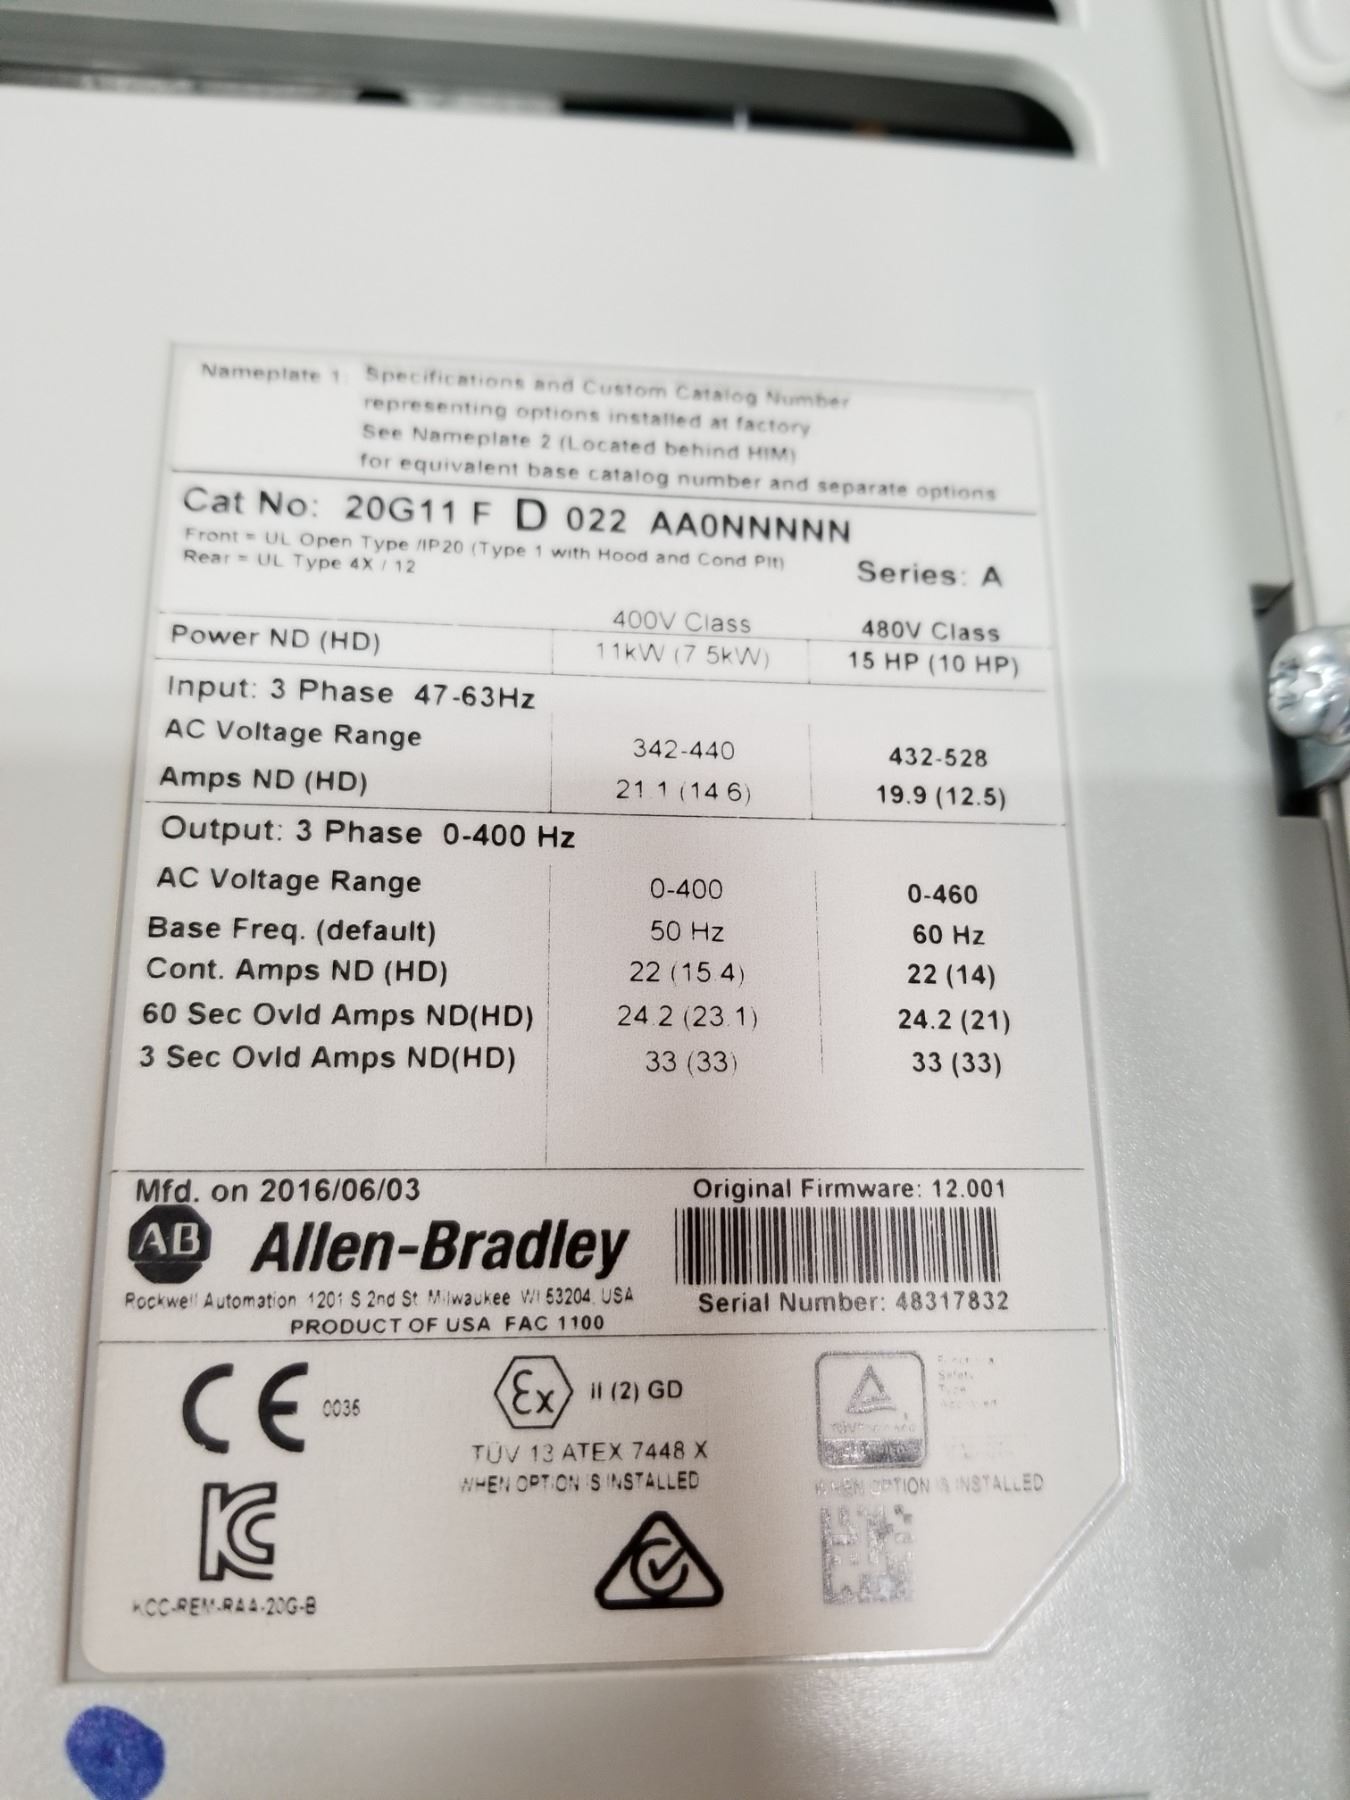 Nameplate 1: Specifications and Custom Catalog Number
representing options installed at factory
See Nameplate 2 (Located behind HIM)
for equivalent base catalog number and separate options
Cat No: 20G11 F D 022 AA0NNNNN
Front = UL Open Type /IP20 (Type 1 with Hood and Cond Plt)
Rear = UL Type 4X / 12
Series: A
400V Class 480V Class
Power ND (HD) 11kW (7.5kW) 15 HP (10 HP)
Input: 3 Phase 47-63Hz
AC Voltage Range 342-440 432-528
Amps ND (HD) 21.1 (14.6) 19.9 (12.5)
Output: 3 Phase 0-400 Hz
AC Voltage Range 0-400 0-460
Base Freq. (default) 50 Hz 60 Hz
Cont. Amps ND (HD) 22 (15.4) 22 (14)
60 Sec Ovld Amps ND(HD) 24.2 (23.1) 24.2 (21)
3 Sec Ovld Amps ND(HD) 33 (33) 33 (33)
Mfd. on 2016/06/03 Original Firmware: 12.001
AB Allen-Bradley
Rockwell Automation 1201 S 2nd St Milwaukee WI 53204 USA
Serial Number: 48317832
PRODUCT OF USA FAC 1100
CE 0035
Ex II (2) GD
TÜV 13 ATEX 7448 X
WHEN OPTION IS INSTALLED
WHEN OPTION IS INSTALLED
KC
KCC-REM-RAA-20G-B